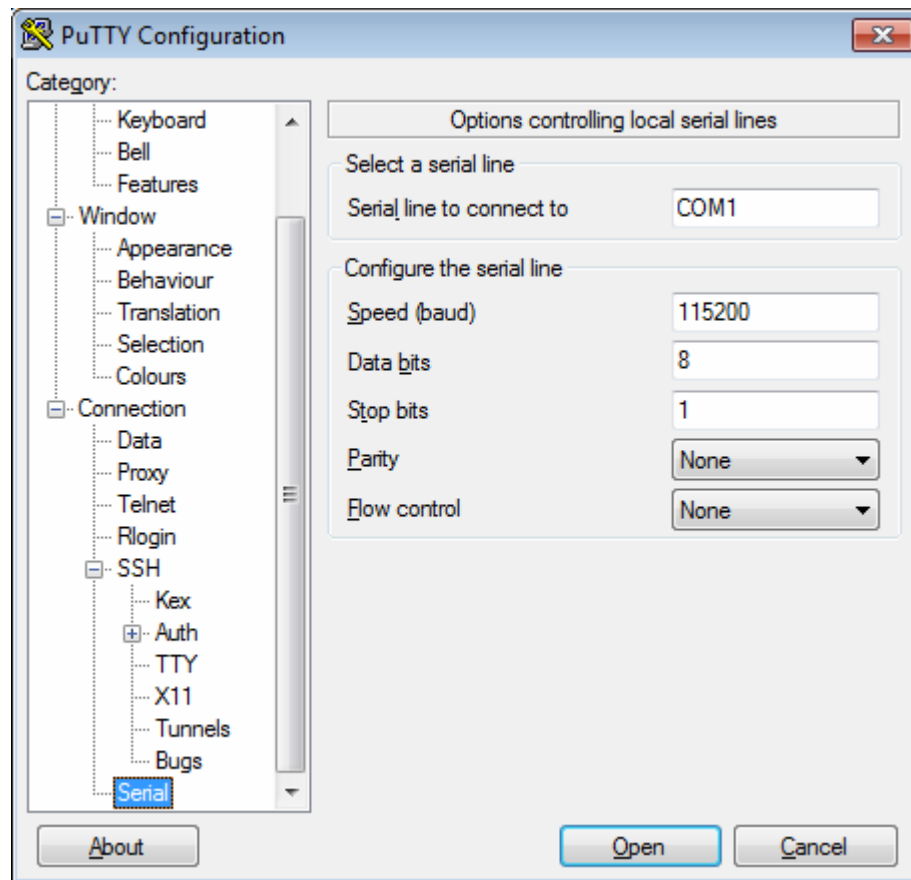 PuTTY Configuration
Category:
Keyboard
Bell
Features
Window
Appearance
Behaviour
Translation
Selection
Colours
Connection
Data
Proxy
Telnet
Rlogin
SSH
Kex
Auth
TTY
X11
Tunnels
Bugs
Serial
Options controlling local serial lines
Select a serial line
Serial line to connect to COM1
Configure the serial line
Speed (baud) 115200
Data bits 8
Stop bits 1
Parity None
Flow control None
About Open Cancel